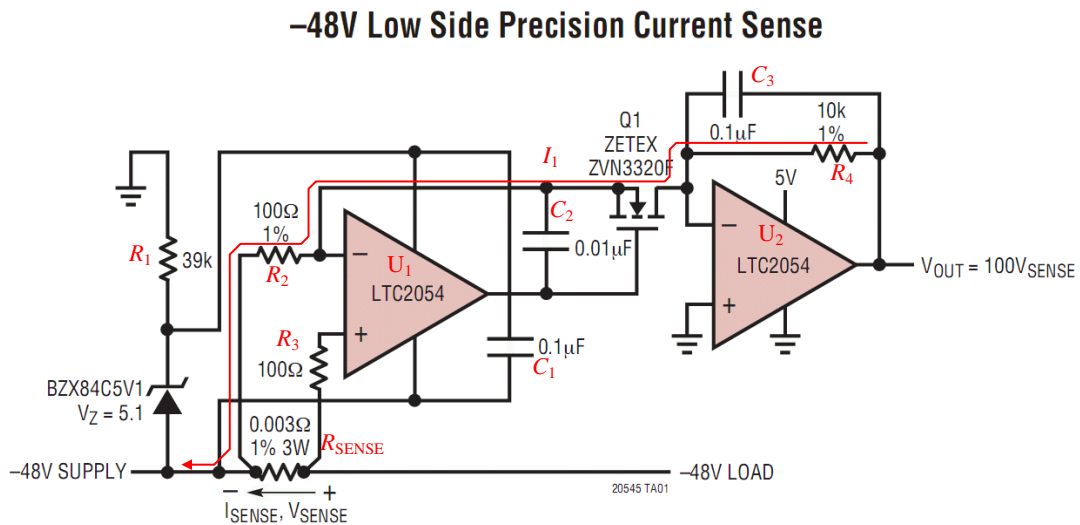 –48V Low Side Precision Current Sense
C3
10k
1%
0.1µF
R4
Q1
ZETEX
ZVN3320F
I1
5V
100Ω
1%
R2
C2
0.01µF
R1
39k
U1
LTC2054
U2
LTC2054
VOUT = 100VSENSE
–
+
–
+
R3
100Ω
0.1µF
C1
BZX84C5V1
VZ = 5.1
0.003Ω
1% 3W
RSENSE
–48V SUPPLY
–48V LOAD
20545 TA01
– +
ISENSE, VSENSE